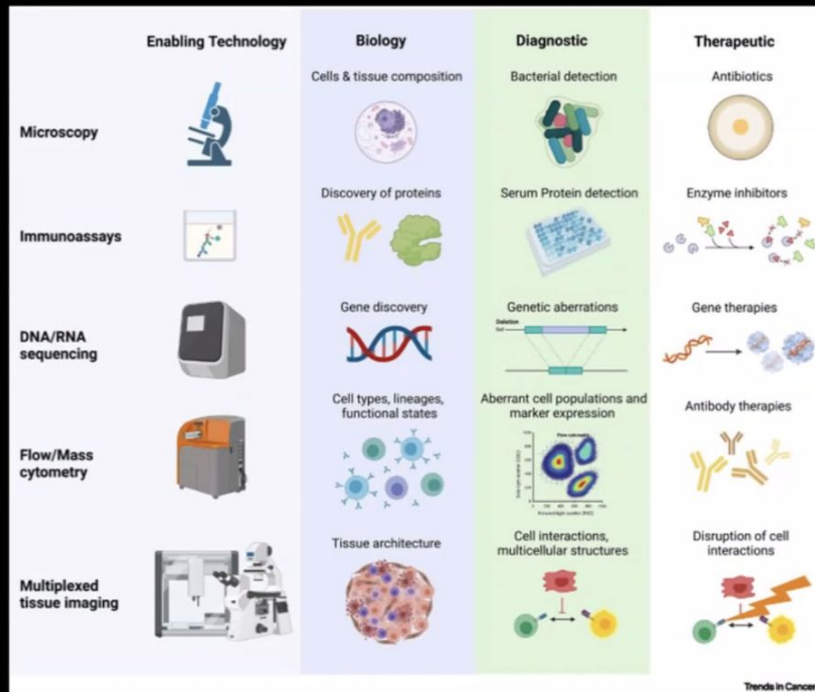 Enabling Technology
Biology
Diagnostic
Therapeutic
Microscopy
Cells & tissue composition
Bacterial detection
Antibiotics
Immunoassays
Discovery of proteins
Serum Protein detection
Enzyme inhibitors
DNA/RNA
sequencing
Gene discovery
Genetic aberrations
Deletion
Gene therapies
Flow/Mass
cytometry
Cell types, lineages,
functional states
Aberrant cell populations and
marker expression
Antibody therapies
Multiplexed
tissue imaging
Tissue architecture
Cell interactions,
multicellular structures
Disruption of cell
interactions
Trends in Cancer